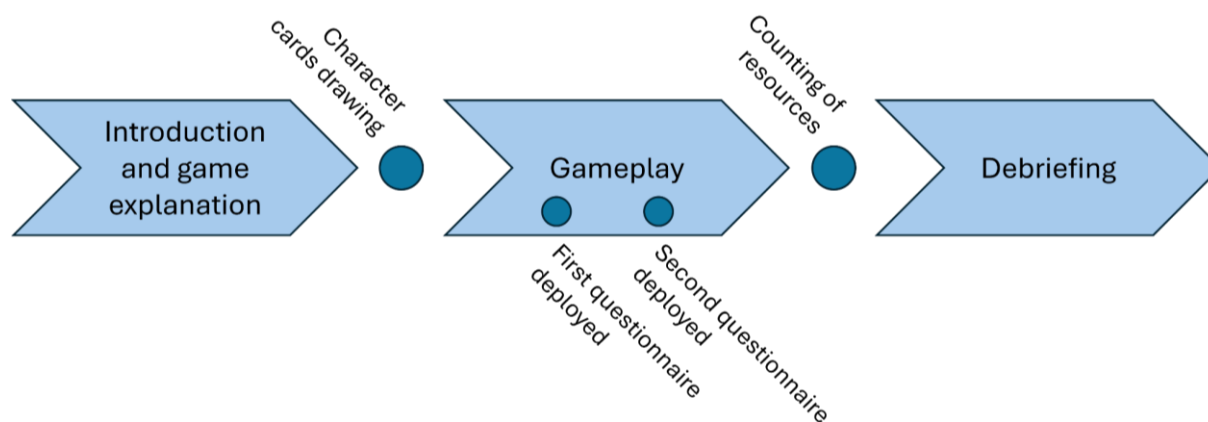 Introduction
and game
explanation
Character
cards drawing
Gameplay
First questionnaire
deployed
Second questionnaire
deployed
Counting of
resources
Debriefing